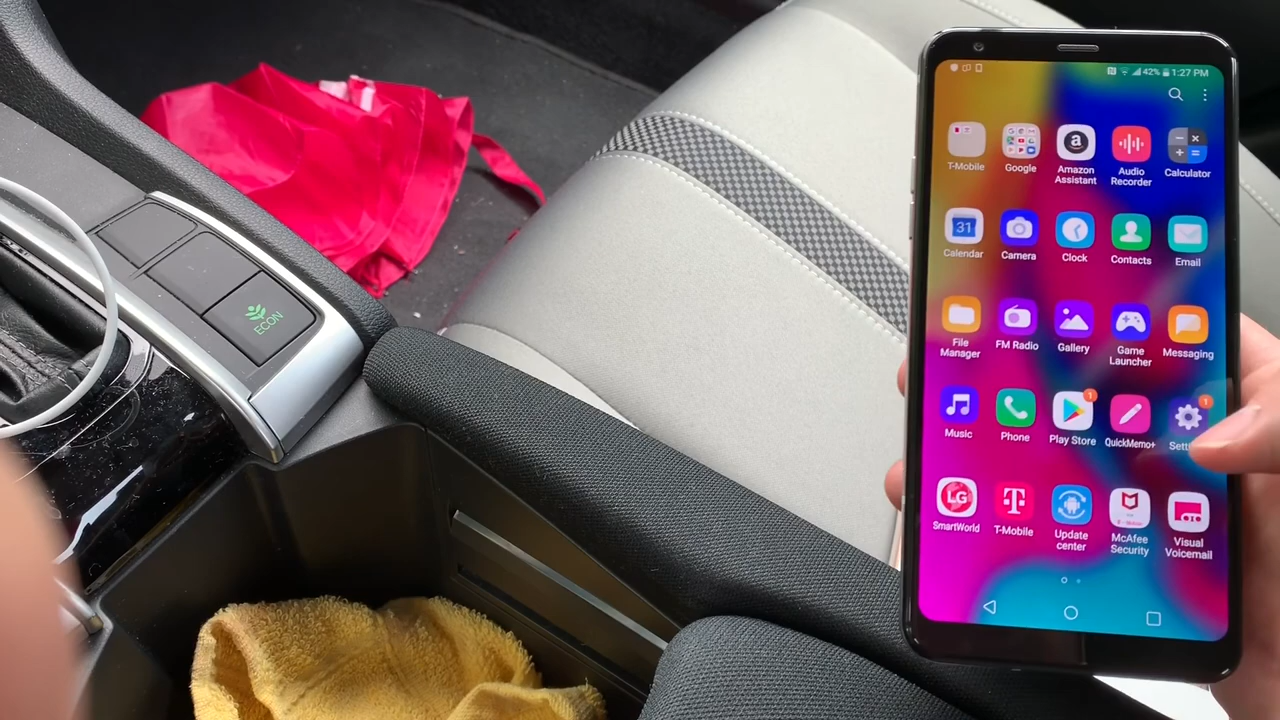 42% 1:27 PM
T-Mobile
Google
Amazon
Assistant
Audio
Recorder
Calculator
31
Calendar
Camera
Clock
Contacts
Email
File
Manager
FM Radio
Gallery
Game
Launcher
Messaging
Music
Phone
1
Play Store
QuickMemo+
1
LG
SmartWorld
T
T-Mobile
Update
center
McAfee
Security
Visual
Voicemail
ECON